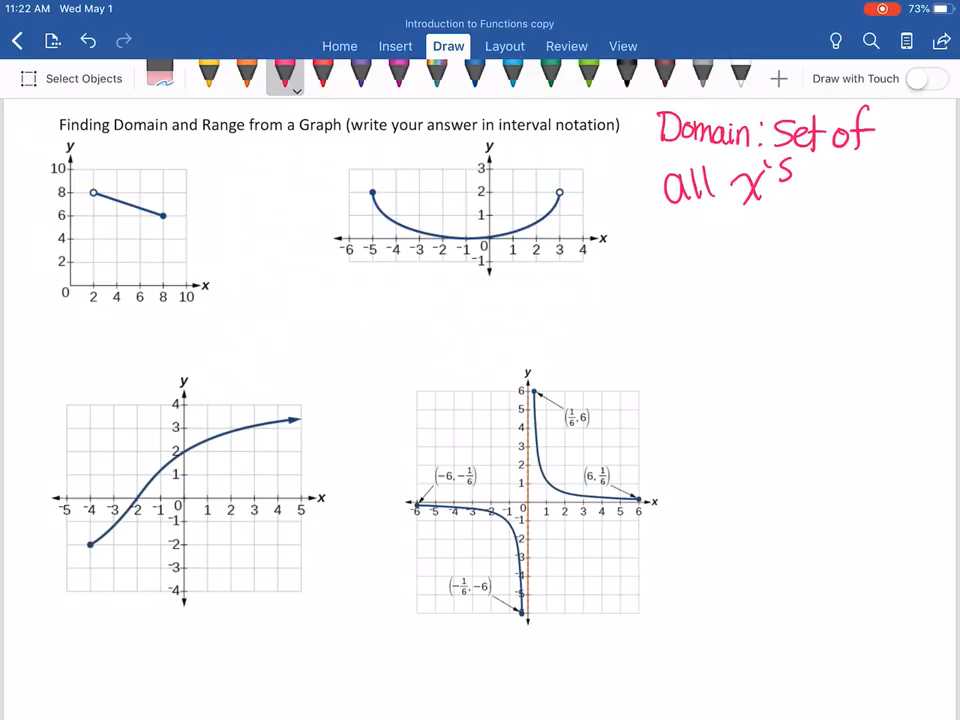 11:22 AM Wed May 1
73%
Introduction to Functions copy
Home Insert Draw Layout Review View
Select Objects
Draw with Touch
Finding Domain and Range from a Graph (write your answer in interval notation)
Domain: Set of
all x's
y
10
8
6
4
2
0
2 4 6 8 10
x
y
3
2
1
-6 -5 -4 -3 -2 -1 0 1 2 3 4
x
-1
y
4
3
2
1
-5 -4 -3 -2 -1 0 1 2 3 4 5
x
-1
-2
-3
-4
y
6
5
4
3
2
1
(1/6, 6)
(-6, -1/6)
(6, 1/6)
-6 -5 -4 -3 -2 -1 0 1 2 3 4 5 6
x
-1
-2
-3
-4
-5
(-1/6, -6)